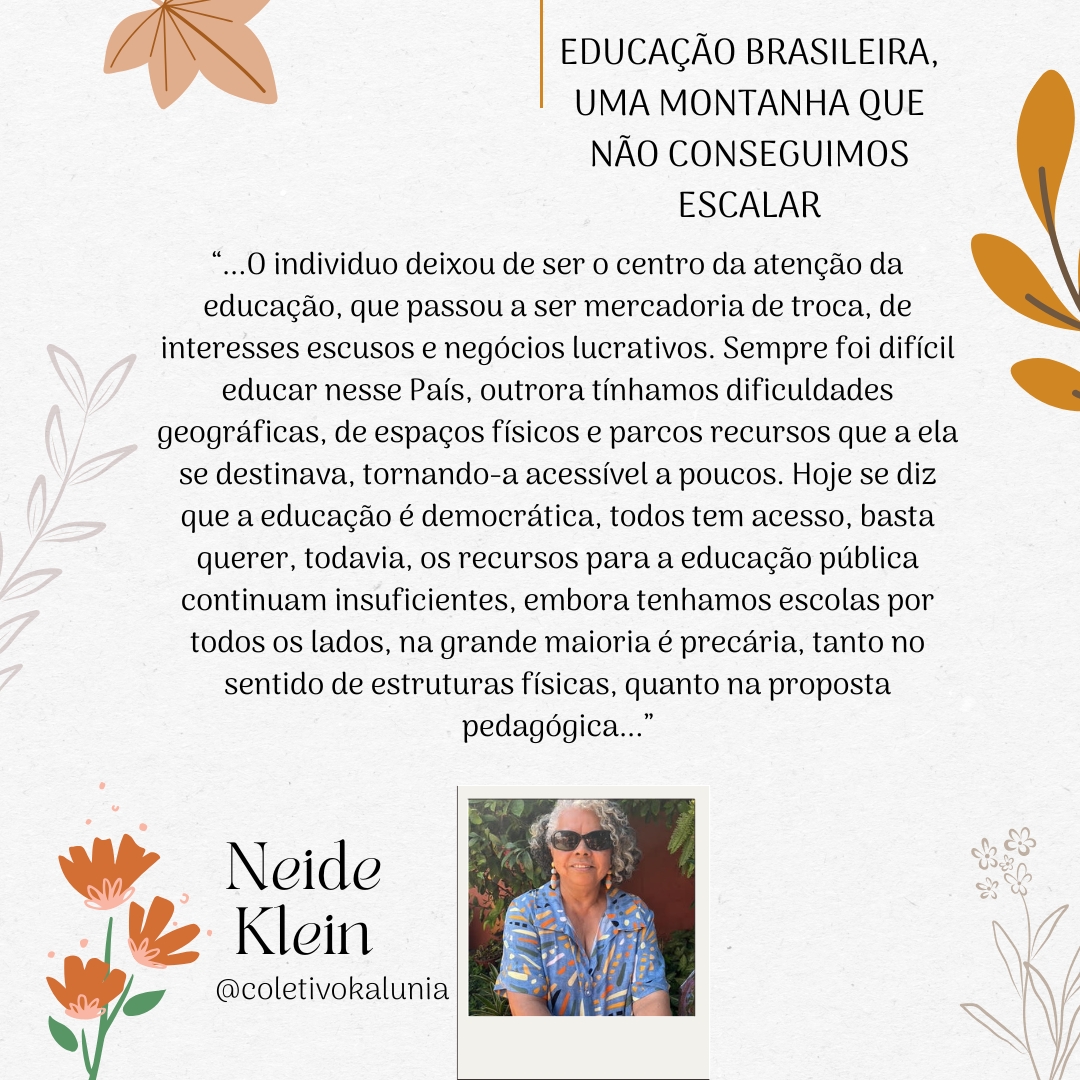 EDUCAÇÃO BRASILEIRA,
UMA MONTANHA QUE
NÃO CONSEGUIMOS
ESCALAR
“...O individuo deixou de ser o centro da atenção da
educação, que passou a ser mercadoria de troca, de
interesses escusos e negócios lucrativos. Sempre foi difícil
educar nesse País, outrora tínhamos dificuldades
geográficas, de espaços físicos e parcos recursos que a ela
se destinava, tornando-a acessível a poucos. Hoje se diz
que a educação é democrática, todos tem acesso, basta
querer, todavia, os recursos para a educação pública
continuam insuficientes, embora tenhamos escolas por
todos os lados, na grande maioria é precária, tanto no
sentido de estruturas físicas, quanto na proposta
pedagógica...”
Neide
Klein
@coletivokalunia